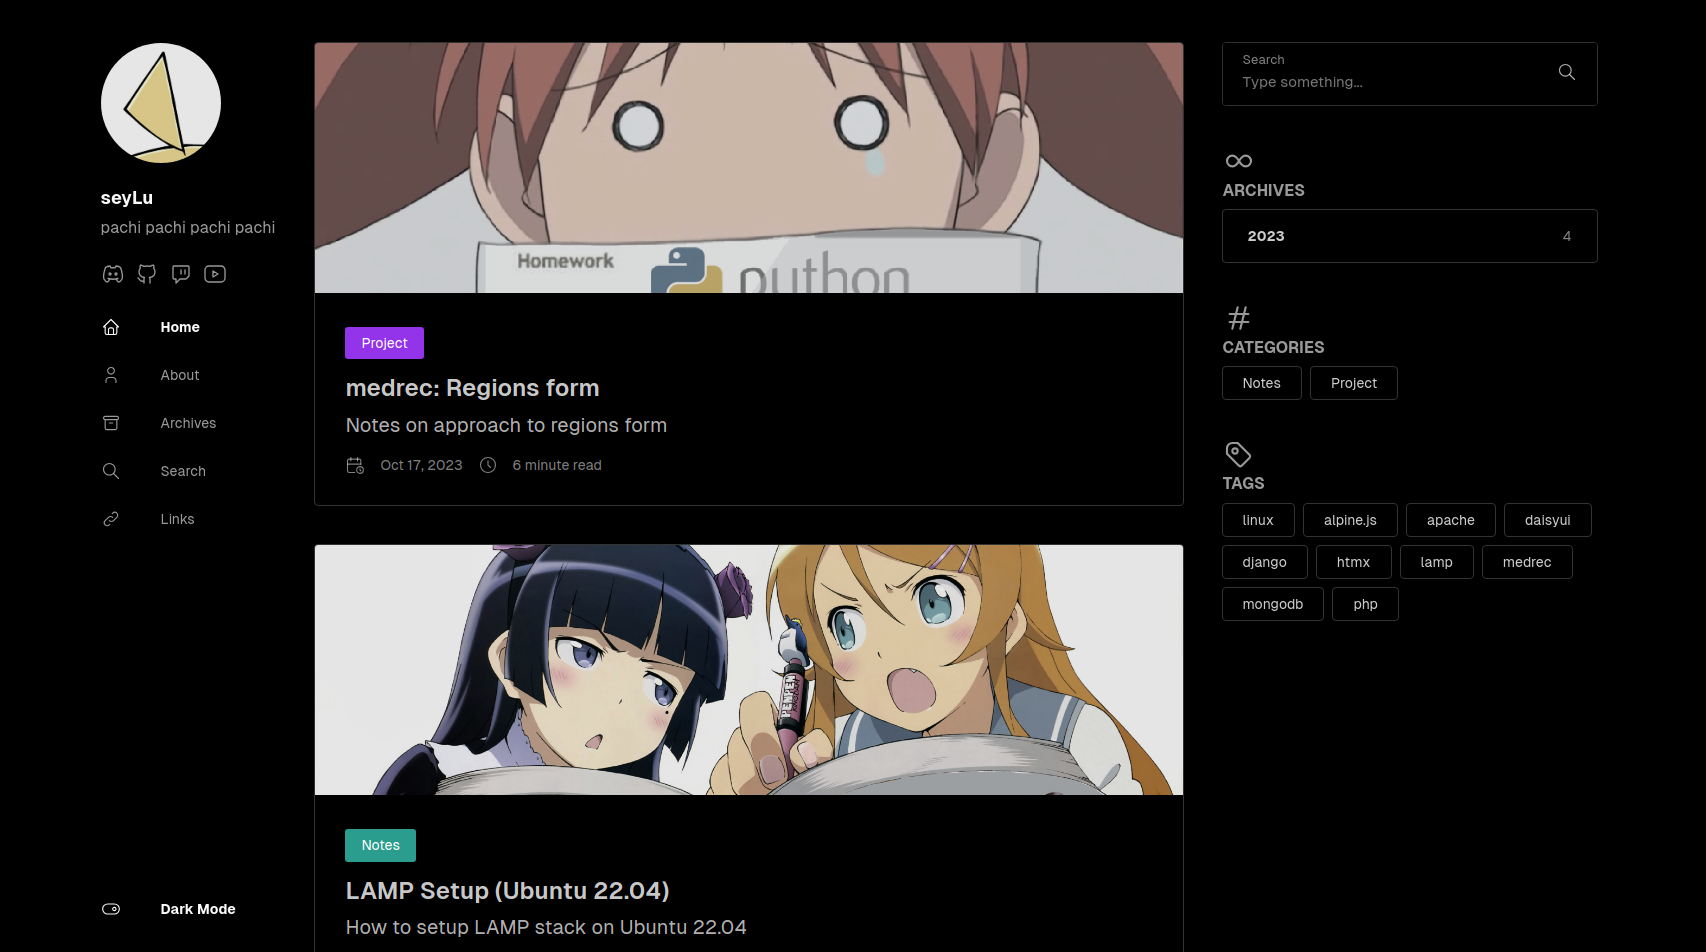 seyLu
pachi pachi pachi pachi
Home
About
Archives
Search
Links
Dark Mode
Homework
python
Project
medrec: Regions form
Notes on approach to regions form
Oct 17, 2023 6 minute read
PENPEN
Notes
LAMP Setup (Ubuntu 22.04)
How to setup LAMP stack on Ubuntu 22.04
Search
Type something...
ARCHIVES
2023 4
CATEGORIES
Notes Project
TAGS
linux alpine.js apache daisyui
django htmx lamp medrec
mongodb php